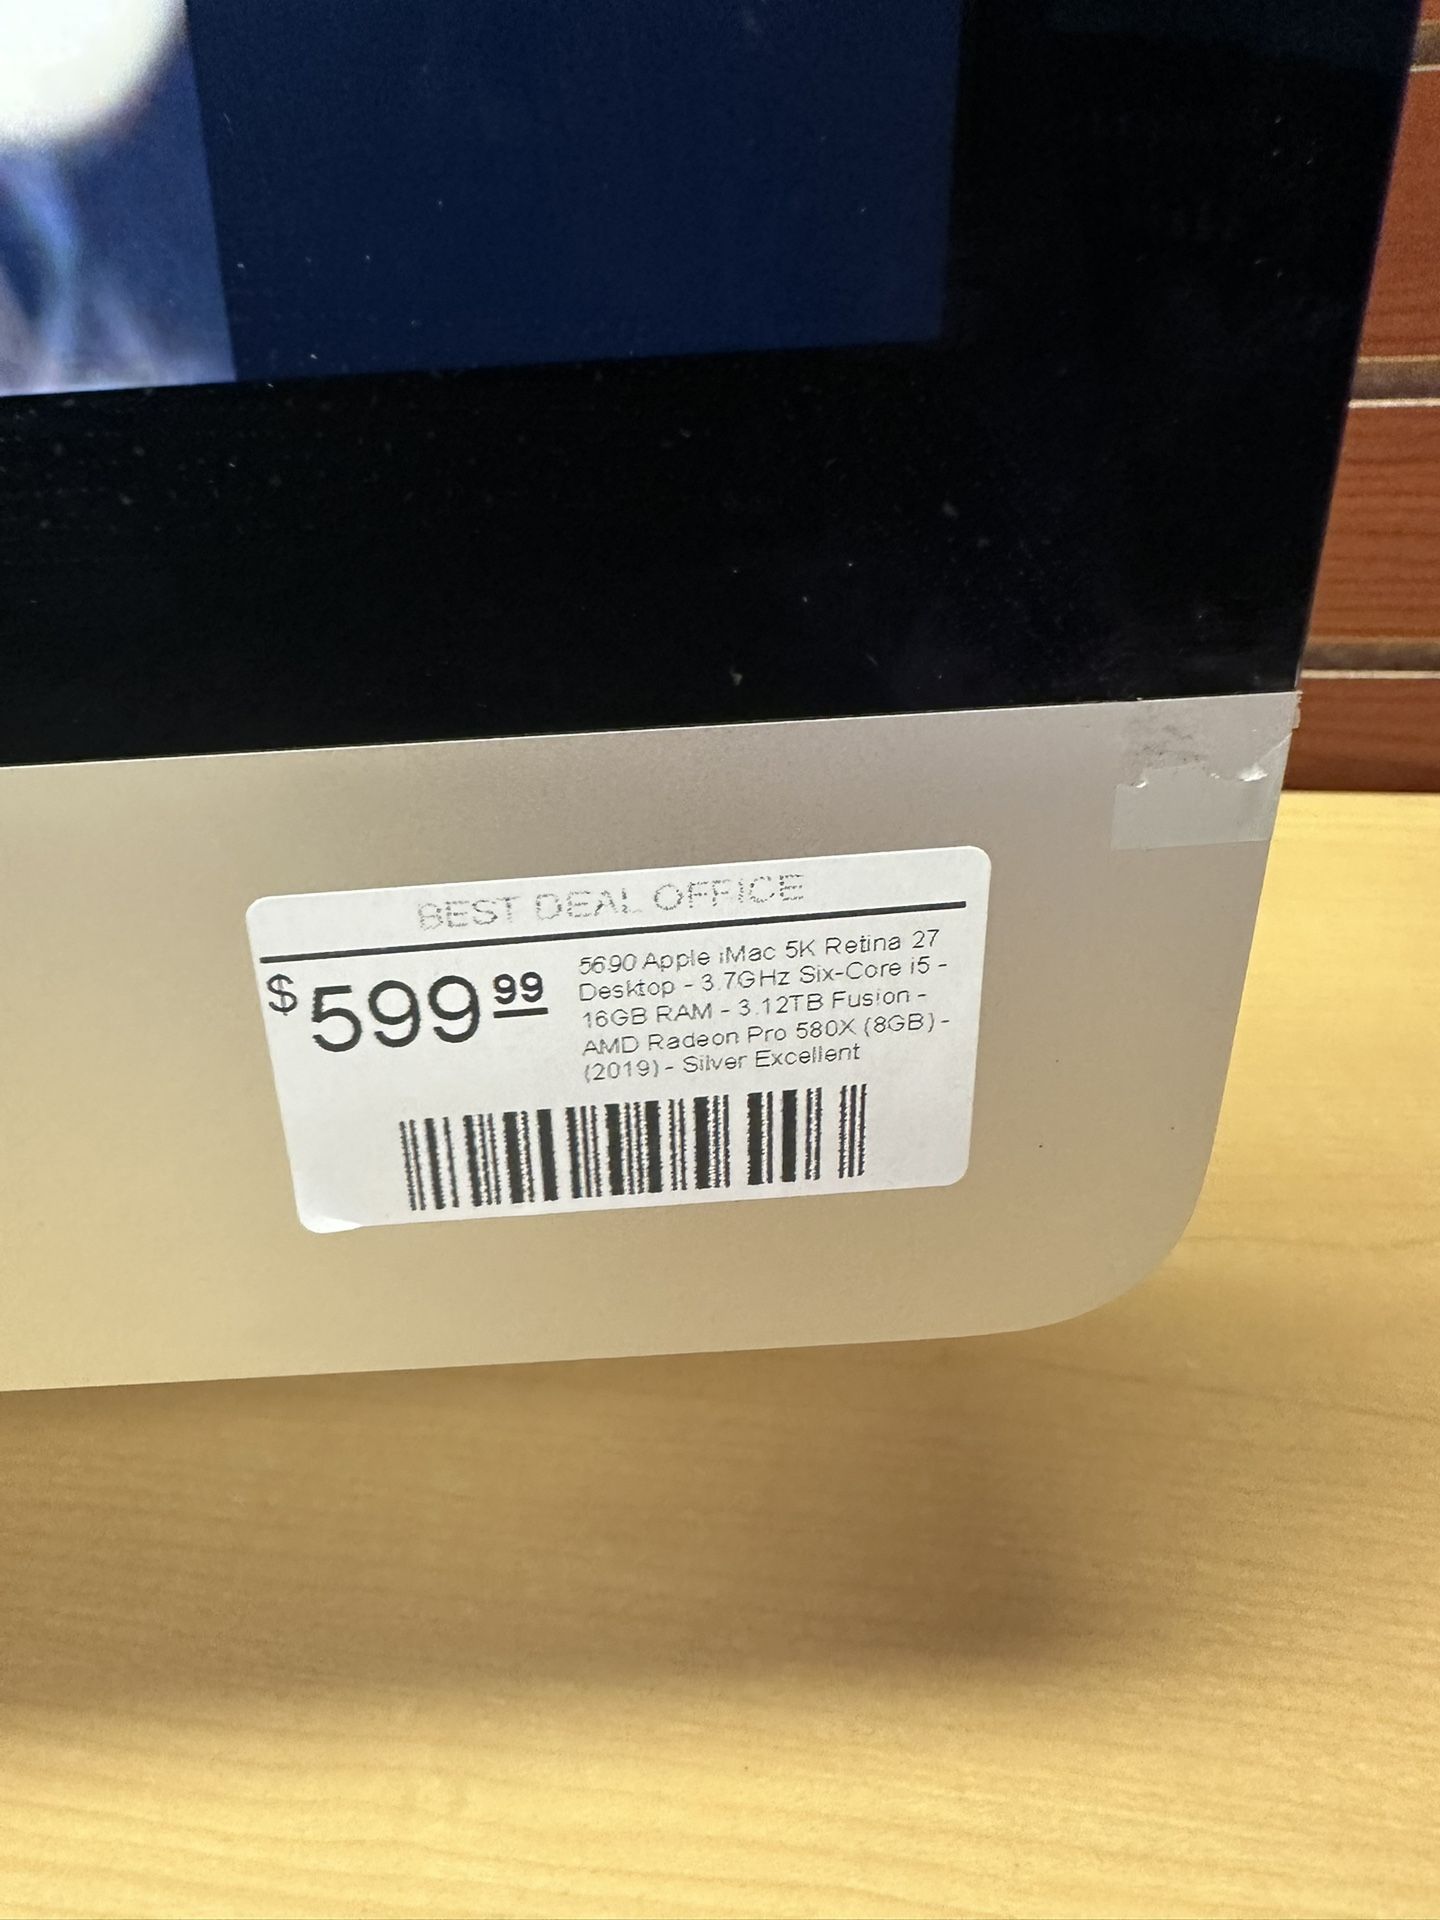 BEST DEAL OFFICE
$599.99
5690 Apple iMac 5K Retina 27
Desktop - 3.7GHz Six-Core i5 -
16GB RAM - 3.12TB Fusion -
AMD Radeon Pro 580X (8GB) -
(2019) - Silver Excellent